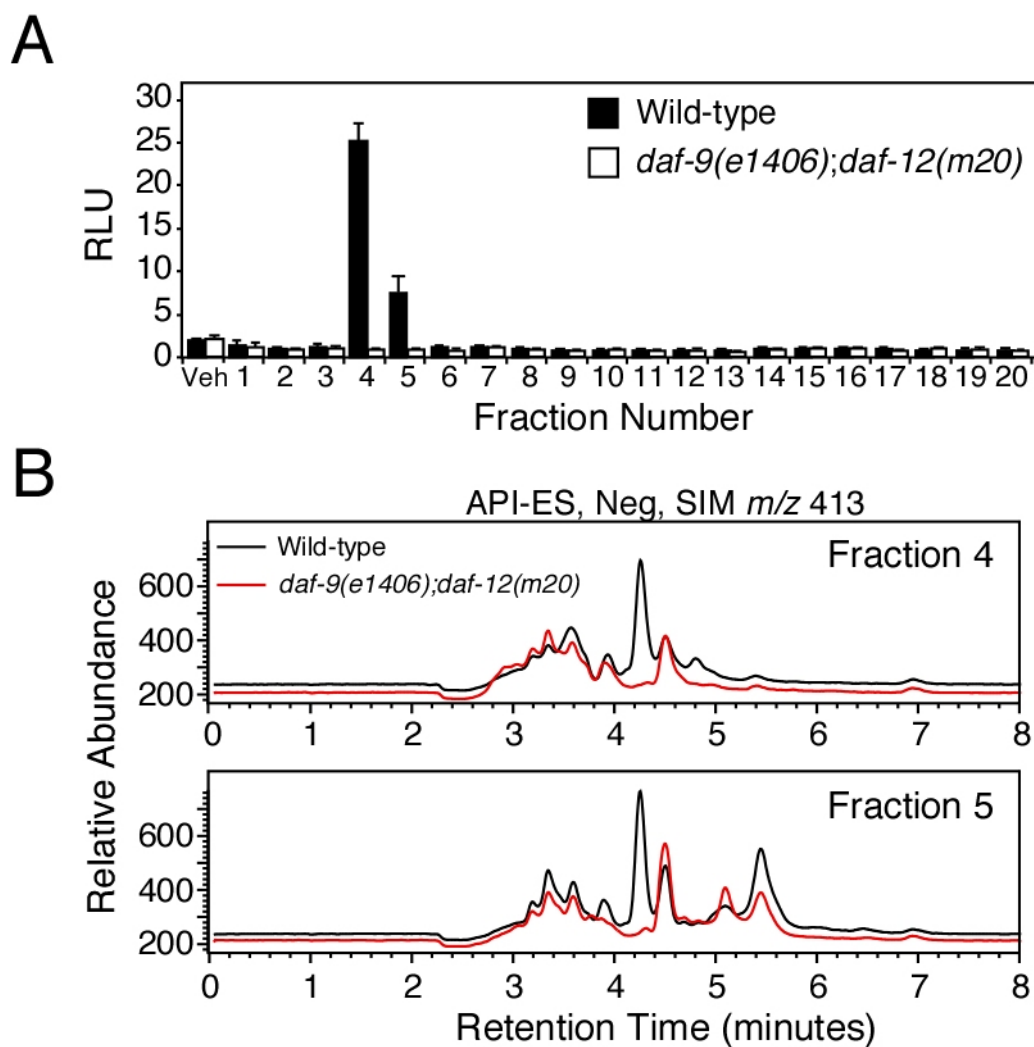 A
30
25
20
15
10
5
0
RLU
Wild-type
daf-9(e1406);daf-12(m20)
Veh 1 2 3 4 5 6 7 8 9 10 11 12 13 14 15 16 17 18 19 20
Fraction Number
B
API-ES, Neg, SIM m/z 413
Relative Abundance
Wild-type
daf-9(e1406);daf-12(m20)
Fraction 4
600
400
200
0 1 2 3 4 5 6 7 8
Fraction 5
600
400
200
0 1 2 3 4 5 6 7 8
Retention Time (minutes)